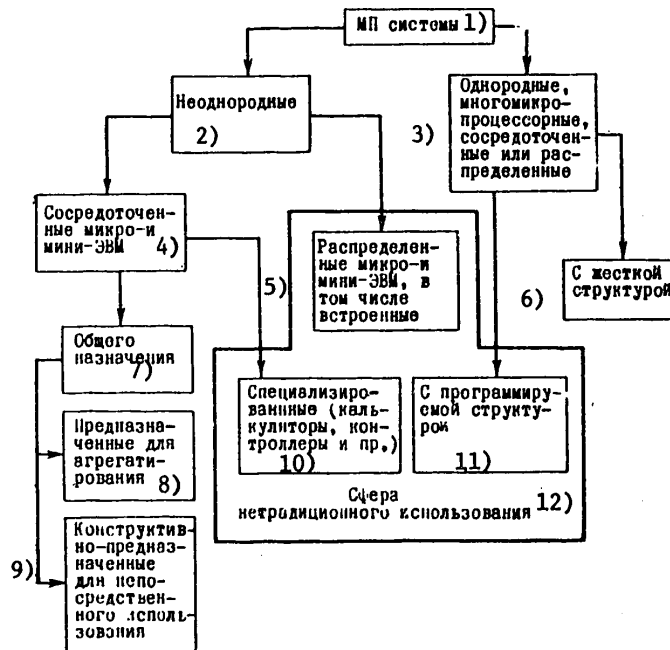 МП системы 1)
Неоднородные
2)
Однородные,
многомикро-
процессорные,
3) сосредоточен-
ные или рас-
пределенные
Сосредоточен-
ные микро-и
мини-ЭВМ 4)
5)
Распределен-
ные микро-и
мини-ЭВМ, в
том числе
встроенные
6)
С жесткой
структурой
Общего
назначения
7)
Предназна-
ченные для
агрегати-
рования 8)
9)
Конструктив-
но-предназ-
наченные
для непо-
средствен-
ного исполь-
зования
Специализиро-
ванные (каль-
куляторы, кон-
троллеры и пр.)
10)
С программиру-
емой структу-
рой
11)
Сфера
нетрадиционного использования 12)